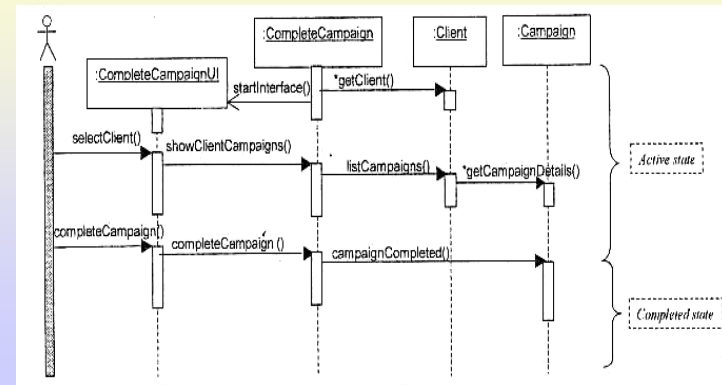 :CompleteCampaign
:Client
:Campaign
:CompleteCampaignUI
*getClient()
startInterface()
selectClient()
showClientCampaigns()
listCampaigns()
*getCampaignDetails()
Active state
completeCampaign()
completeCampaign ()
campaignCompleted()
Completed state